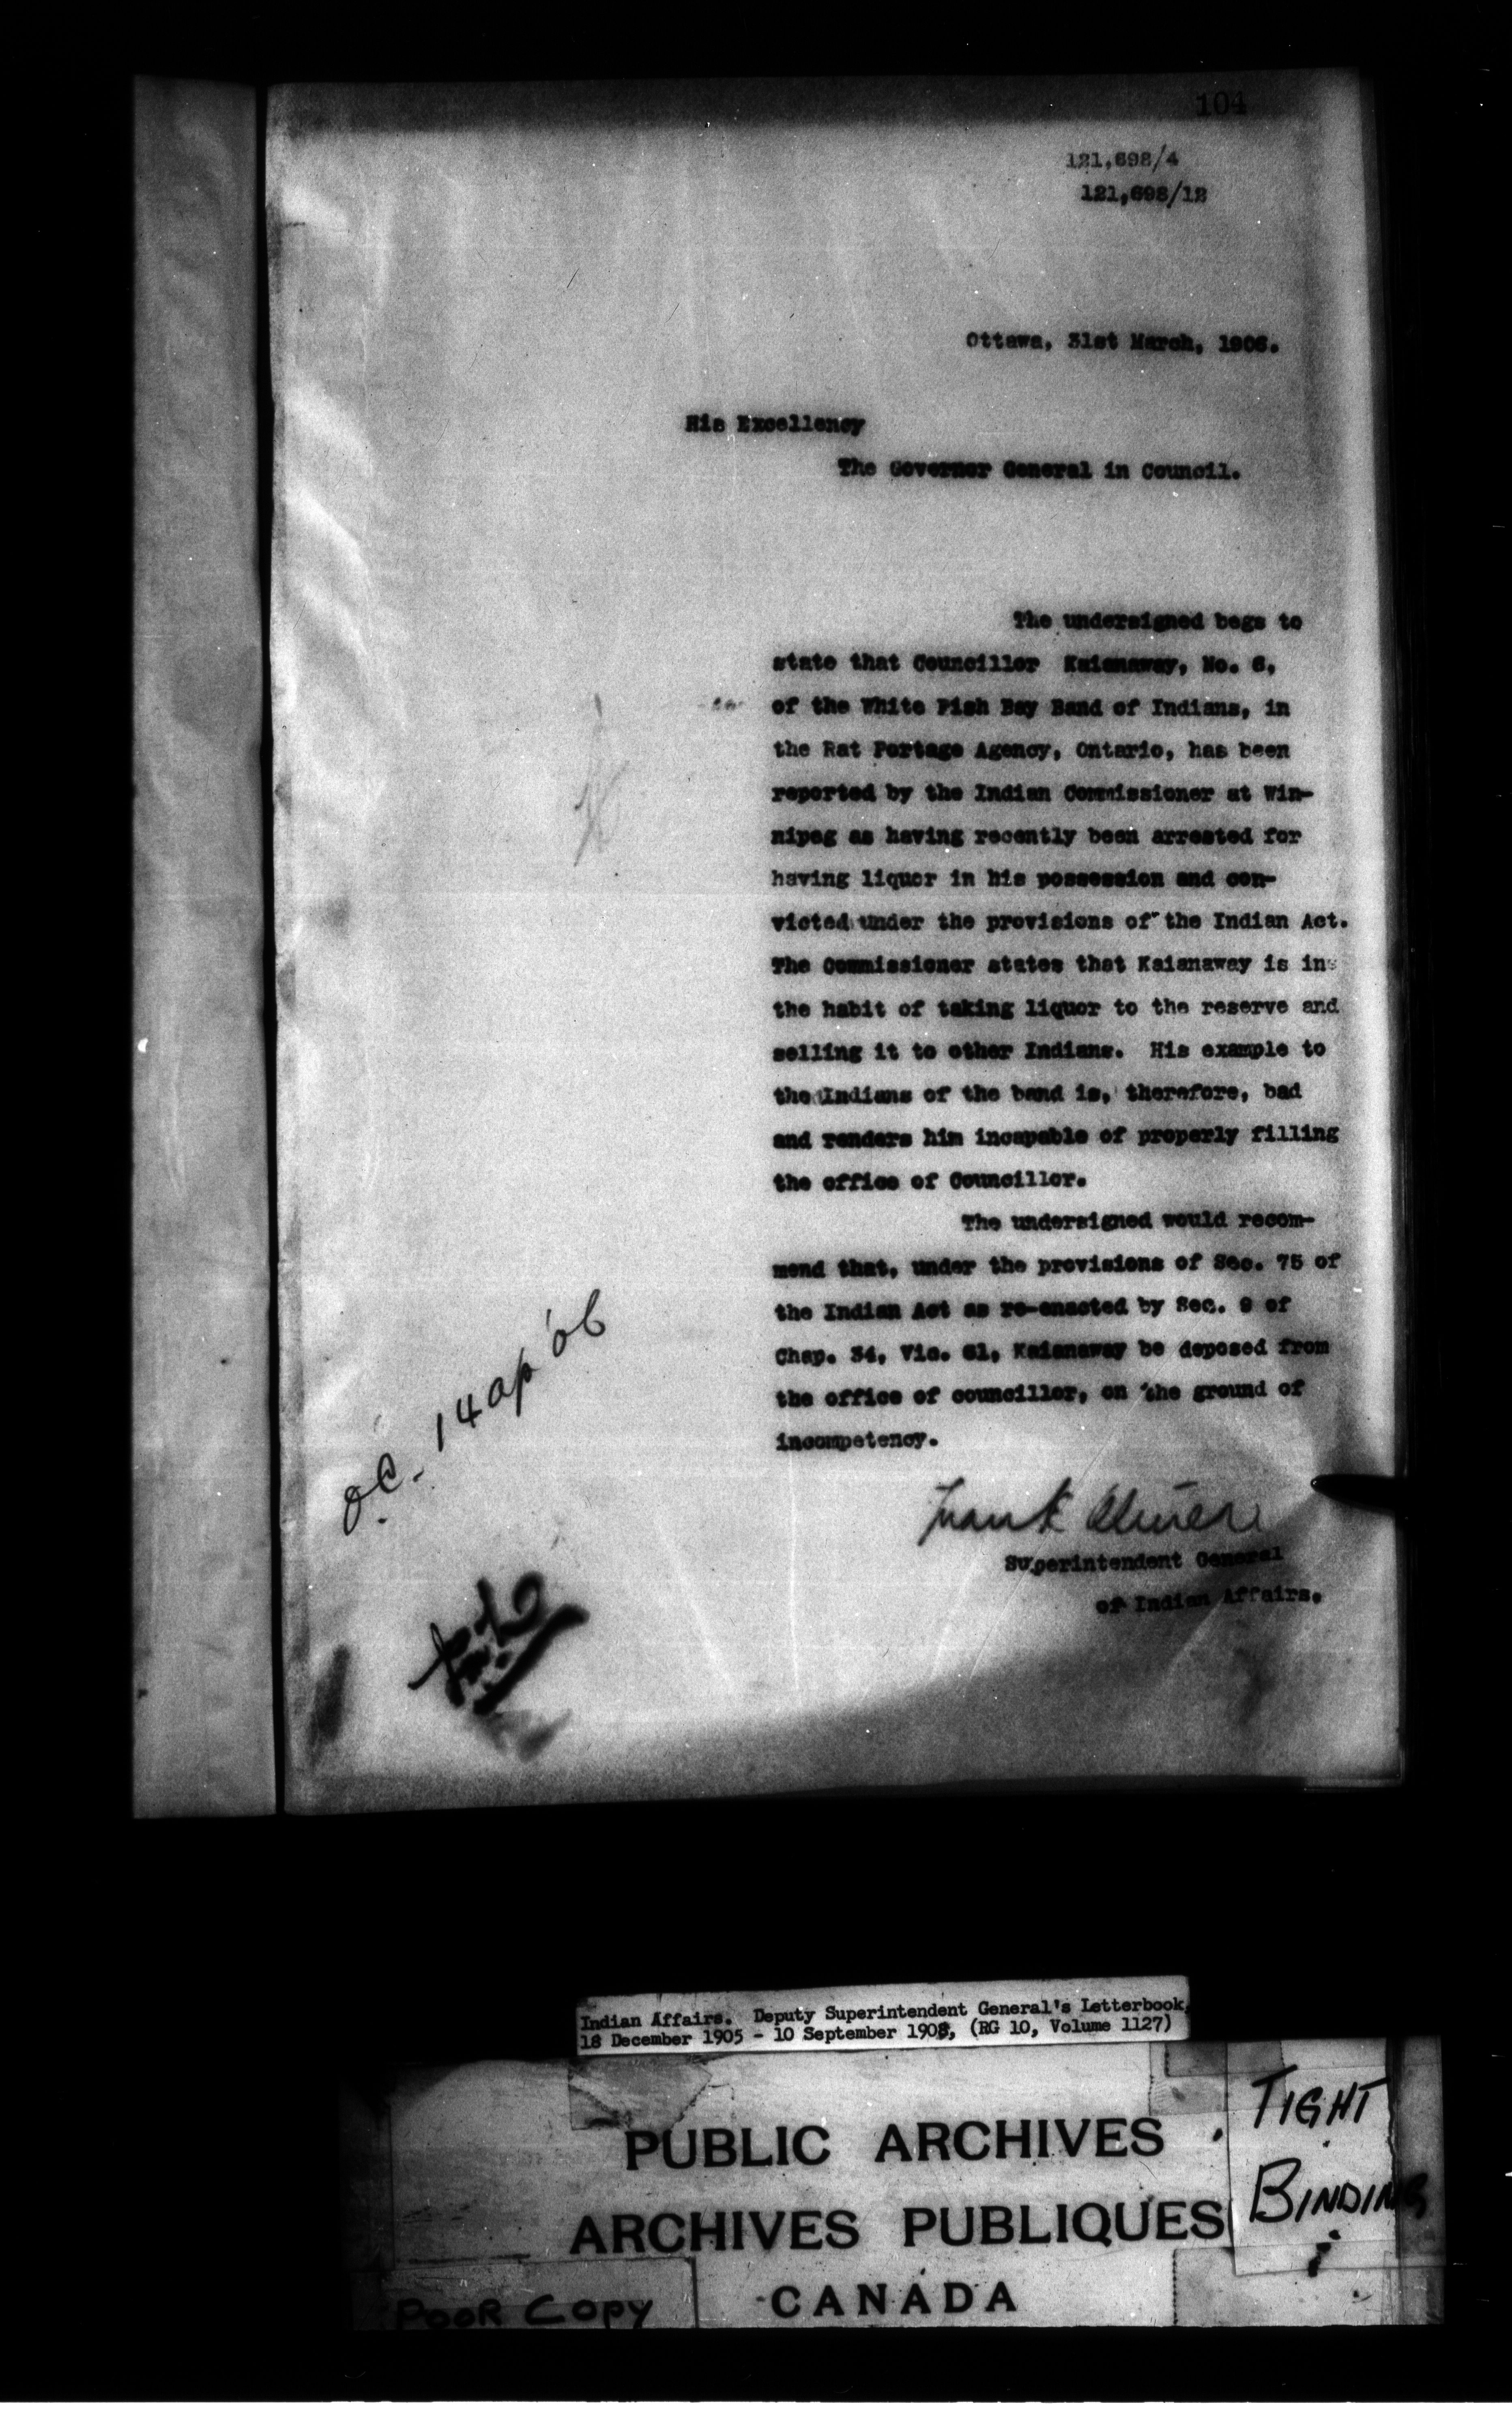 104
121,698/4
121,698/12
Ottawa, 31st March, 1906.
His Excellency
The Governor General in Council.
The undersigned begs to
state that Councillor Kaianaway, No. 6,
of the White Fish Bay Band of Indians, in
the Rat Portage Agency, Ontario, has been
reported by the Indian Commissioner at Win-
nipeg as having recently been arrested for
having liquor in his possession and con-
victed under the provisions of the Indian Act.
The Commissioner states that Kaianaway is in
the habit of taking liquor to the reserve and
selling it to other Indians. His example to
the Indians of the band is, therefore, bad
and renders him incapable of properly filling
the office of Councillor.
The undersigned would recom-
mend that, under the provisions of Sec. 75 of
the Indian Act as re-enacted by Sec. 9 of
Chap. 34, Vic. 61, Kaianaway be deposed from
the office of councillor, on the ground of
incompetency.
O.C. 14 ap '06
Frank Oliver
Superintendent General
of Indian Affairs.
Indian Affairs. Deputy Superintendent General's Letterbook,
18 December 1905 - 10 September 1908, (RG 10, Volume 1127)
PUBLIC ARCHIVES
ARCHIVES PUBLIQUES
CANADA
TIGHT
BINDING
POOR COPY